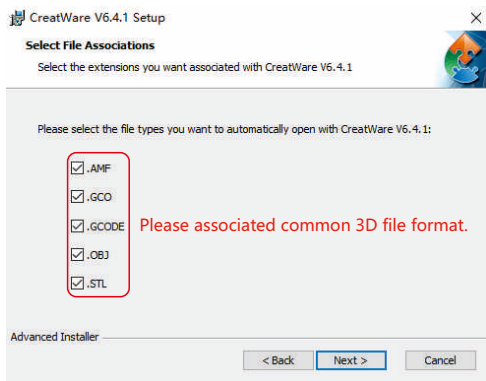 CreatWare V6.4.1 Setup
Select File Associations
Select the extensions you want associated with CreatWare V6.4.1
Please select the file types you want to automatically open with CreatWare V6.4.1:
.AMF
.GCO
.GCODE
Please associated common 3D file format.
.OBJ
.STL
Advanced Installer
< Back
Next >
Cancel